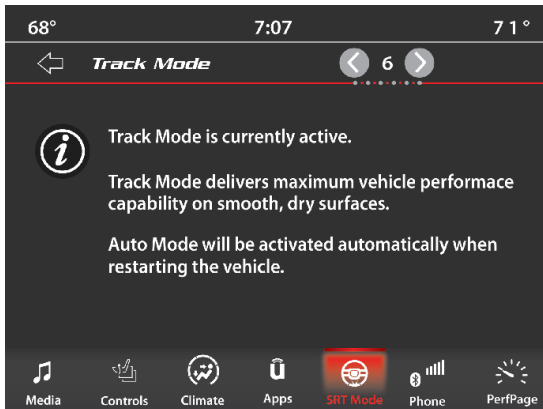 68° 7:07 71°
Track Mode 6
Track Mode is currently active.
Track Mode delivers maximum vehicle performace
capability on smooth, dry surfaces.
Auto Mode will be activated automatically when
restarting the vehicle.
Media Controls Climate Apps SRT Mode Phone PerfPage